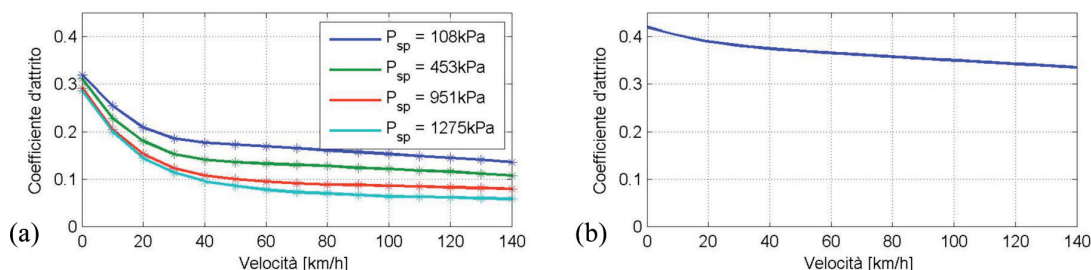 0.4
0.3
0.2
0.1
0
Coefficiente d'attrito
P_sp = 108kPa
P_sp = 453kPa
P_sp = 951kPa
P_sp = 1275kPa
0 20 40 60 80 100 120 140
Velocità [km/h]
(a)
0.4
0.3
0.2
0.1
0
Coefficiente d'attrito
0 20 40 60 80 100 120 140
Velocità [km/h]
(b)